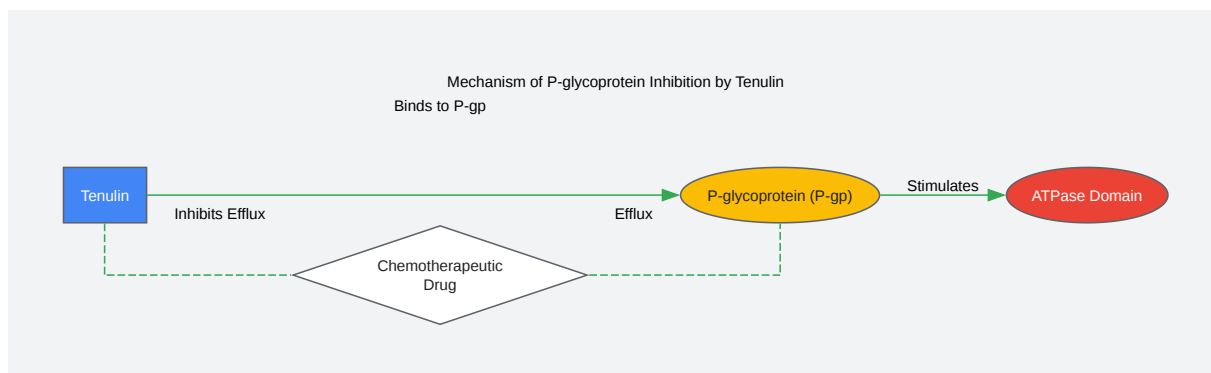 Mechanism of P-glycoprotein Inhibition by Tenulin
Binds to P-gp
Tenulin
P-glycoprotein (P-gp)
Stimulates
ATPase Domain
Inhibits Efflux
Efflux
Chemotherapeutic
Drug